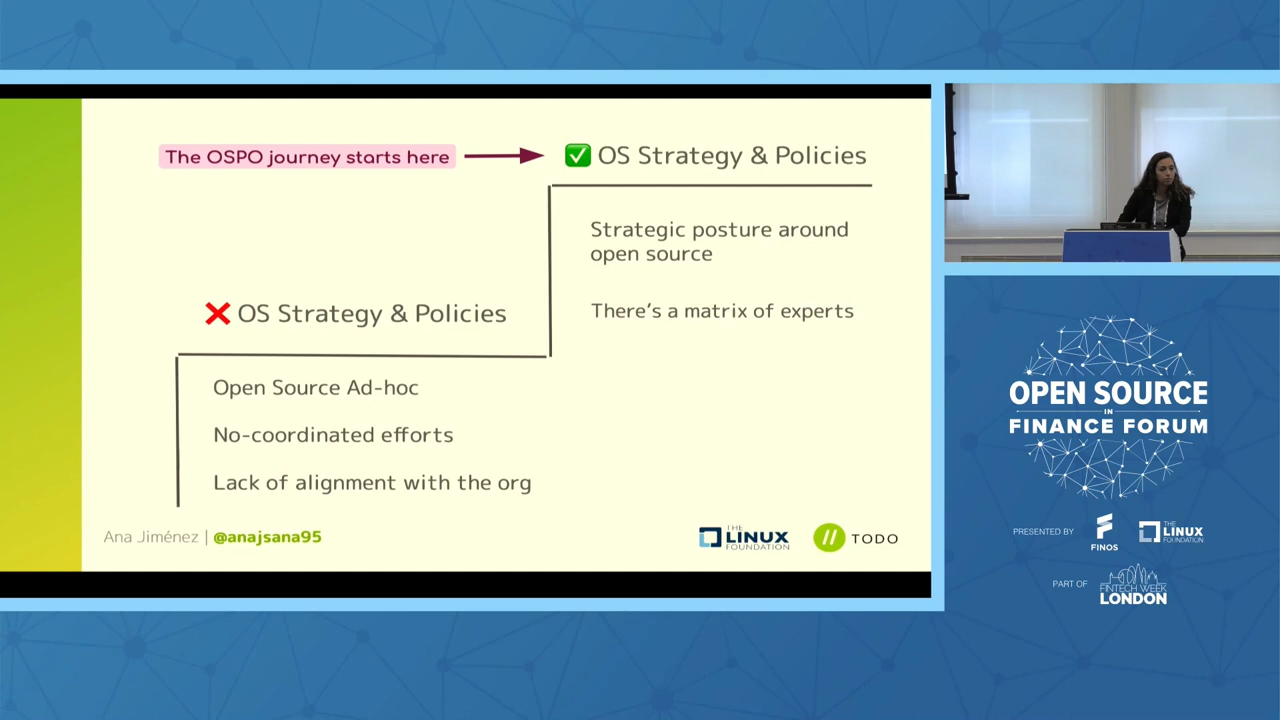 The OSPO journey starts here
✅ OS Strategy & Policies
Strategic posture around
open source
There's a matrix of experts
❌ OS Strategy & Policies
Open Source Ad-hoc
No-coordinated efforts
Lack of alignment with the org
Ana Jiménez | @anajsana95
THE
LINUX
FOUNDATION
// TODO
OPEN SOURCE
IN
FINANCE FORUM
PRESENTED BY
FINOS
THE
LINUX
FOUNDATION
PART OF
FINTECH WEEK
LONDON